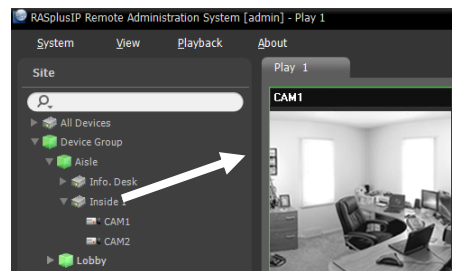 RASplusIP Remote Administration System [admin] - Play 1
System View Playback About
Site
Play 1
CAM1
All Devices
Device Group
Aisle
Info. Desk
Inside 1
CAM1
CAM2
Lobby